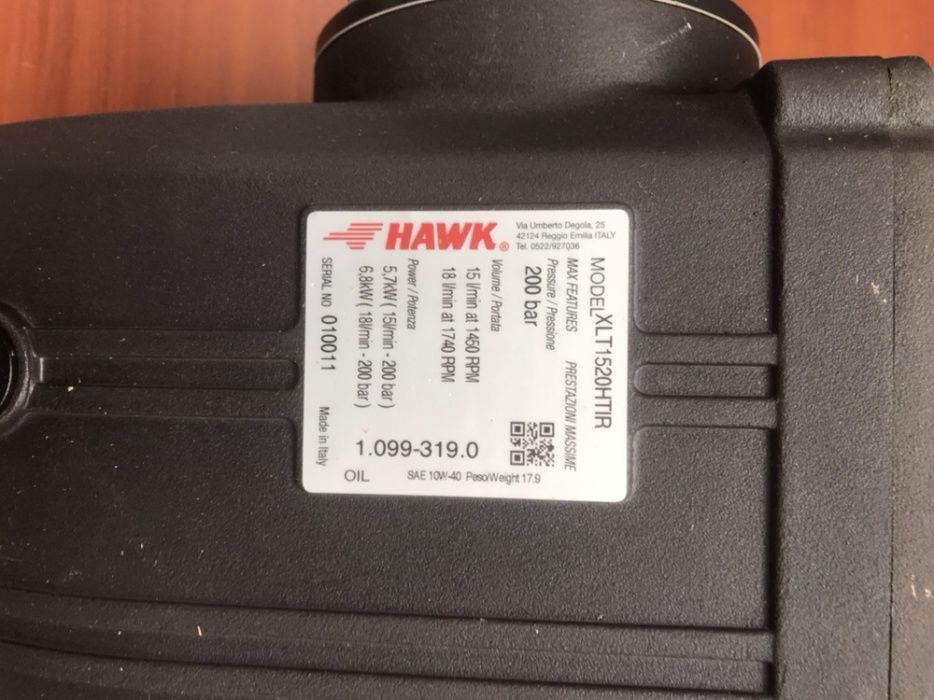 HAWK®
Via Umberto Degola, 25
42124 Reggio Emilia ITALY
Tel. 0522/927036
MODEL XLT1520HTIR
MAX FEATURES PRESTAZIONI MASSIME
Pressure / Pressione
200 bar
Volume / Portata
15 l/min at 1450 RPM
18 l/min at 1740 RPM
Power / Potenza
5,7kW ( 15l/min - 200 bar )
6,8kW ( 18l/min - 200 bar )
SERIAL NO 010011 Made in Italy
1.099-319.0
OIL SAE 10W-40 Peso/Weight 17.9